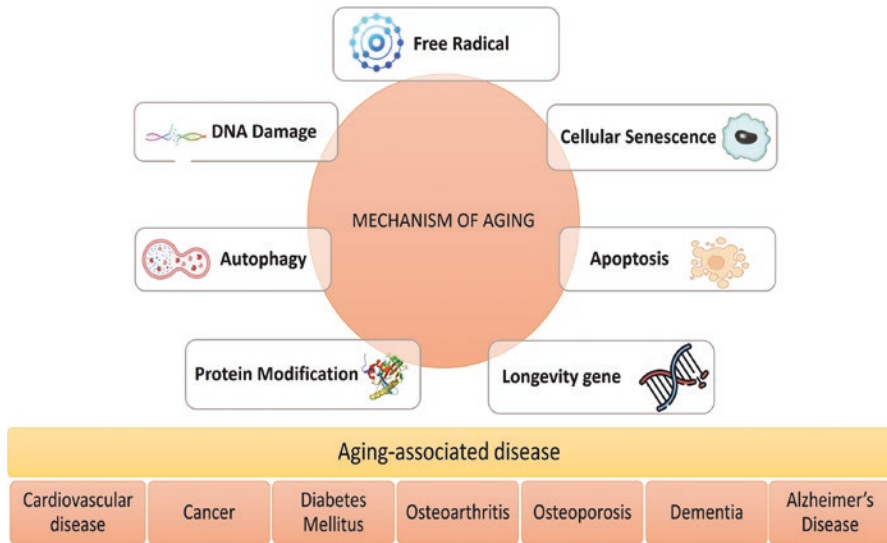 Free Radical
DNA Damage
Cellular Senescence
MECHANISM OF AGING
Autophagy
Apoptosis
Protein Modification
Longevity gene
Aging-associated disease
Cardiovascular
disease
Cancer
Diabetes
Mellitus
Osteoarthritis
Osteoporosis
Dementia
Alzheimer's
Disease